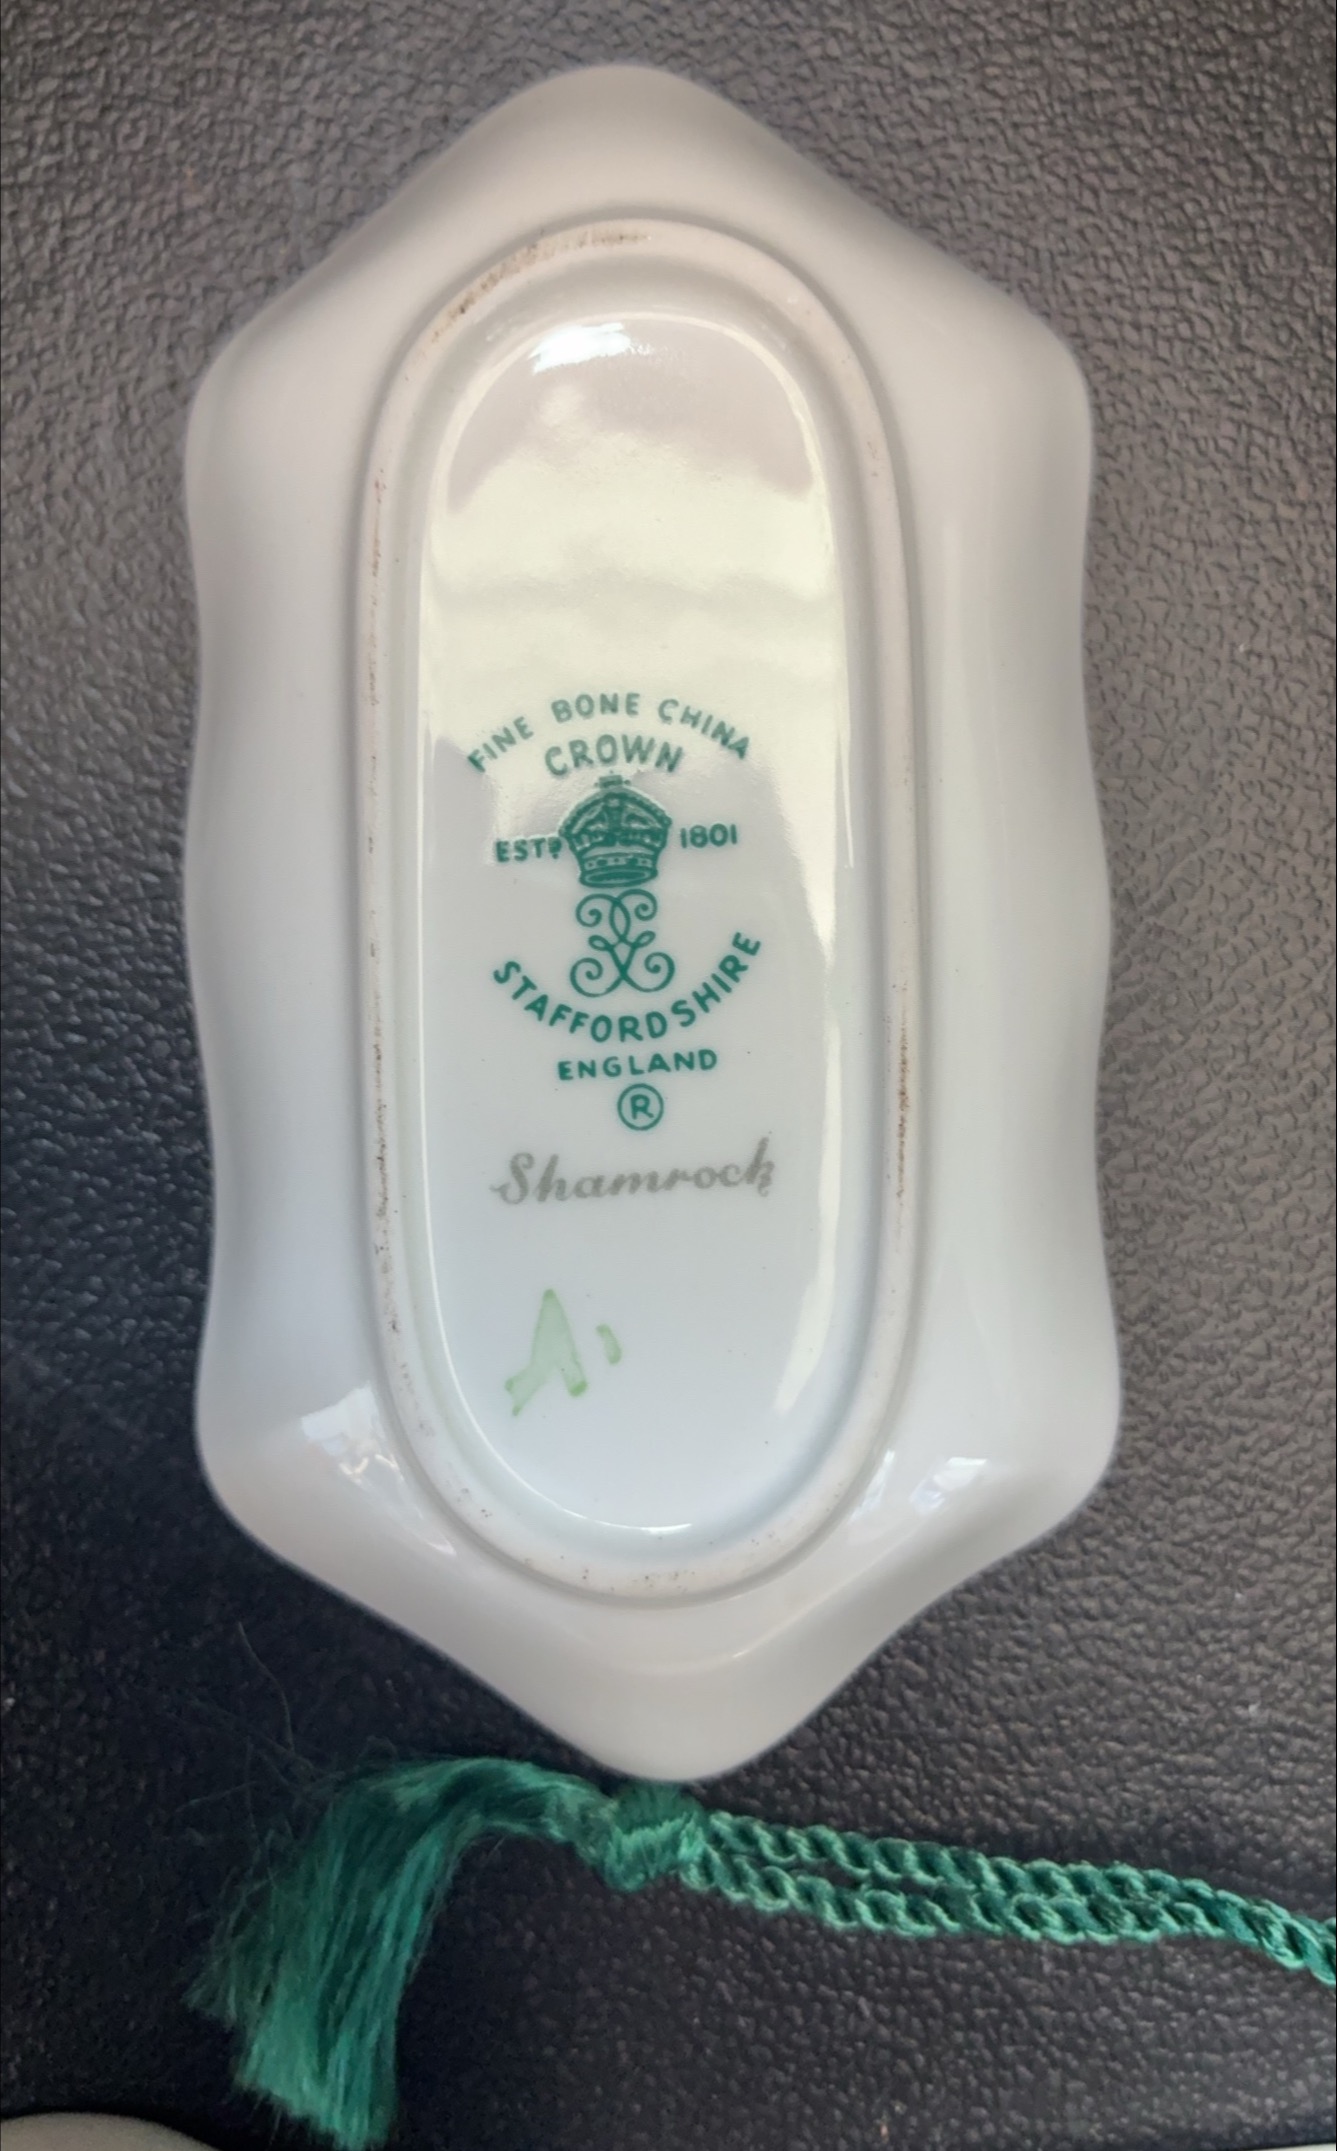 FINE BONE CHINA
CROWN
ESTD 1801
STAFFORDSHIRE
ENGLAND
®
Shamrock